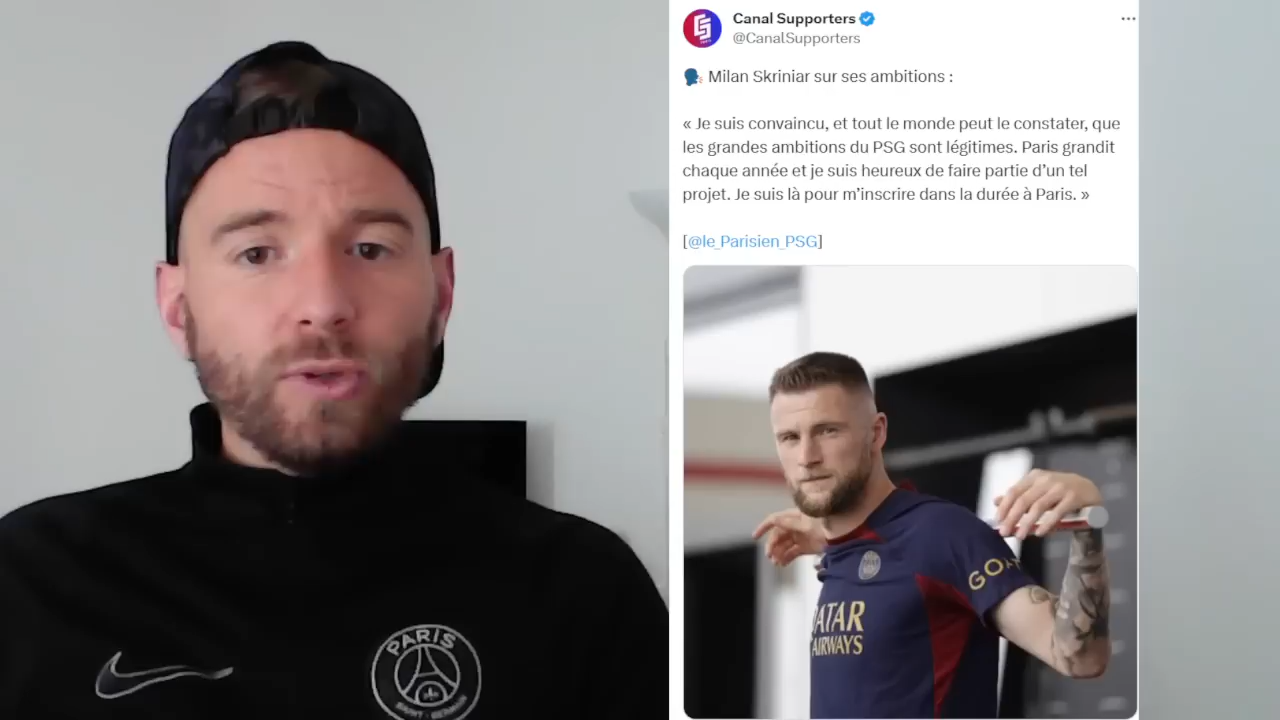 Canal Supporters
@CanalSupporters
Milan Skriniar sur ses ambitions :
« Je suis convaincu, et tout le monde peut le constater, que
les grandes ambitions du PSG sont légitimes. Paris grandit
chaque année et je suis heureux de faire partie d’un tel
projet. Je suis là pour m’inscrire dans la durée à Paris. »
[@le_Parisien_PSG]
GOA
QATAR
AIRWAYS
PARIS
SAINT-GERMAIN